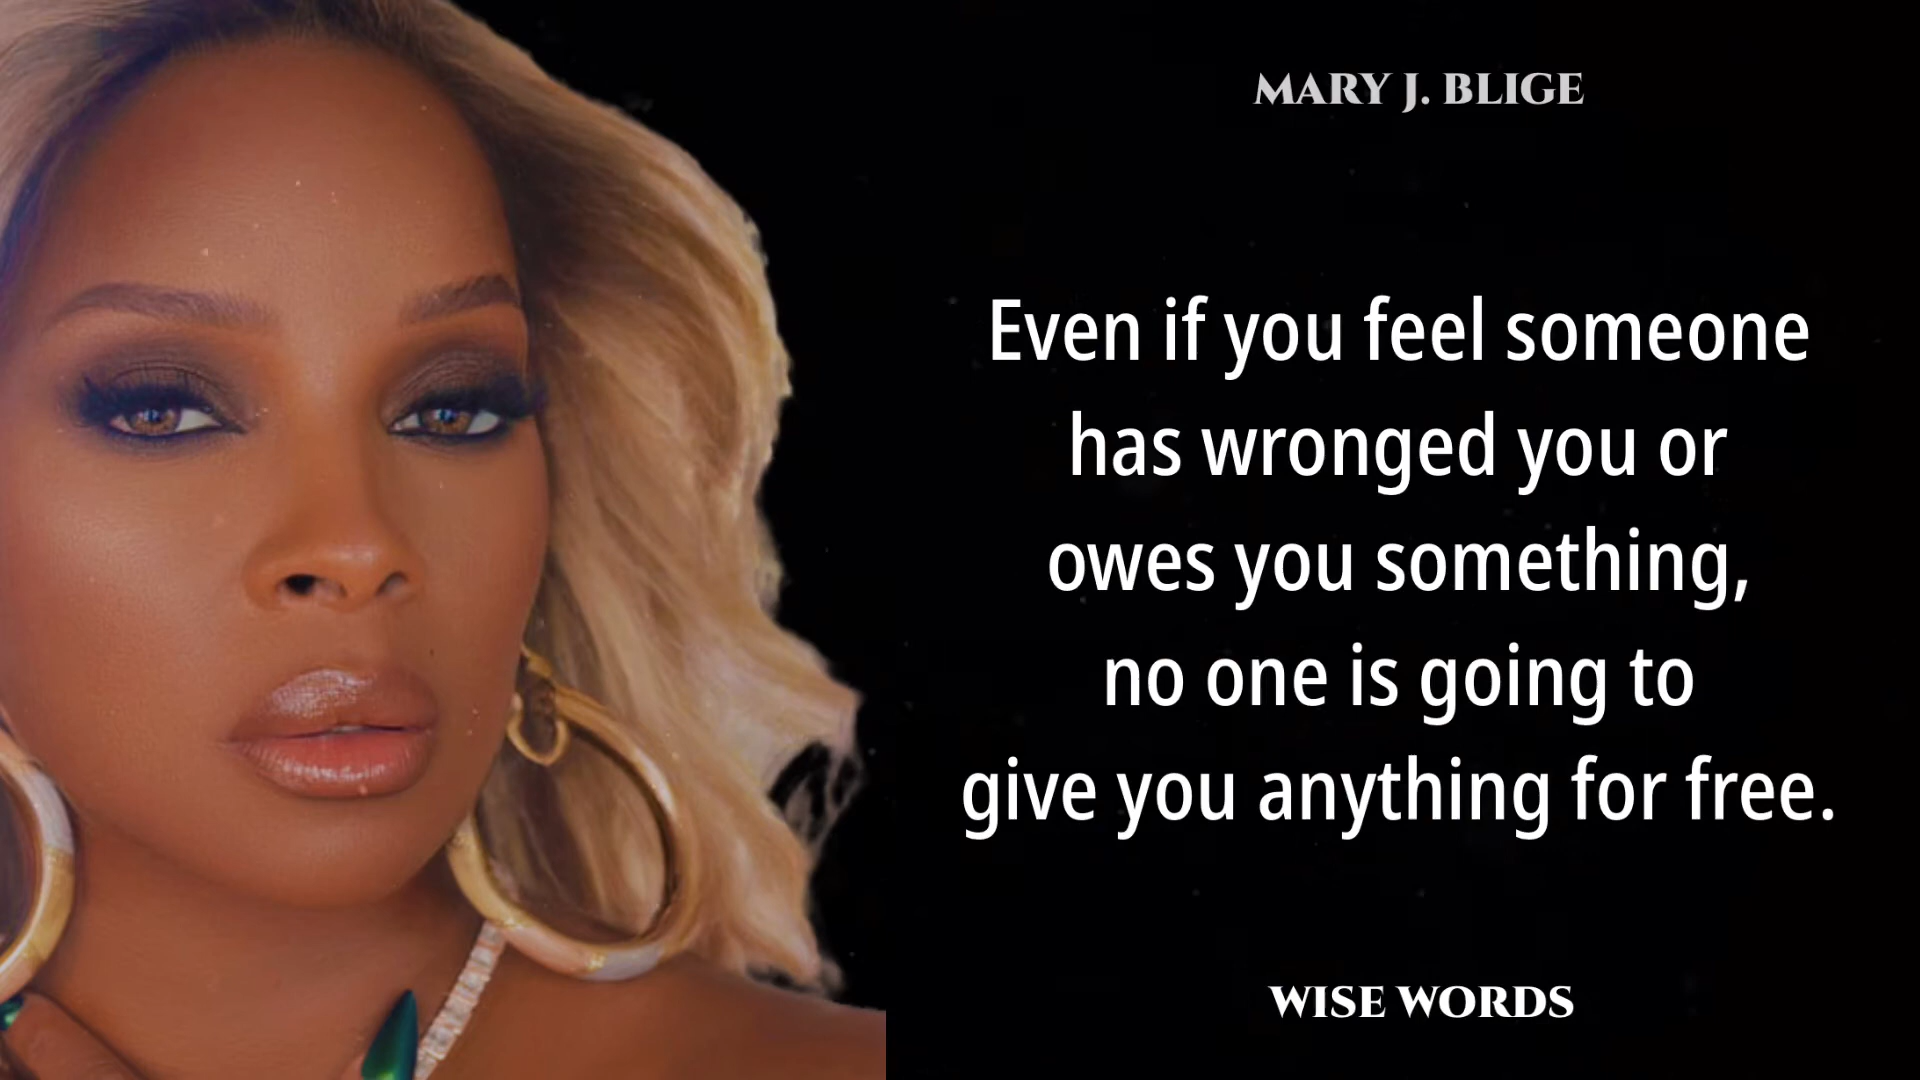 MARY J. BLIGE
Even if you feel someone
has wronged you or
owes you something,
no one is going to
give you anything for free.
WISE WORDS